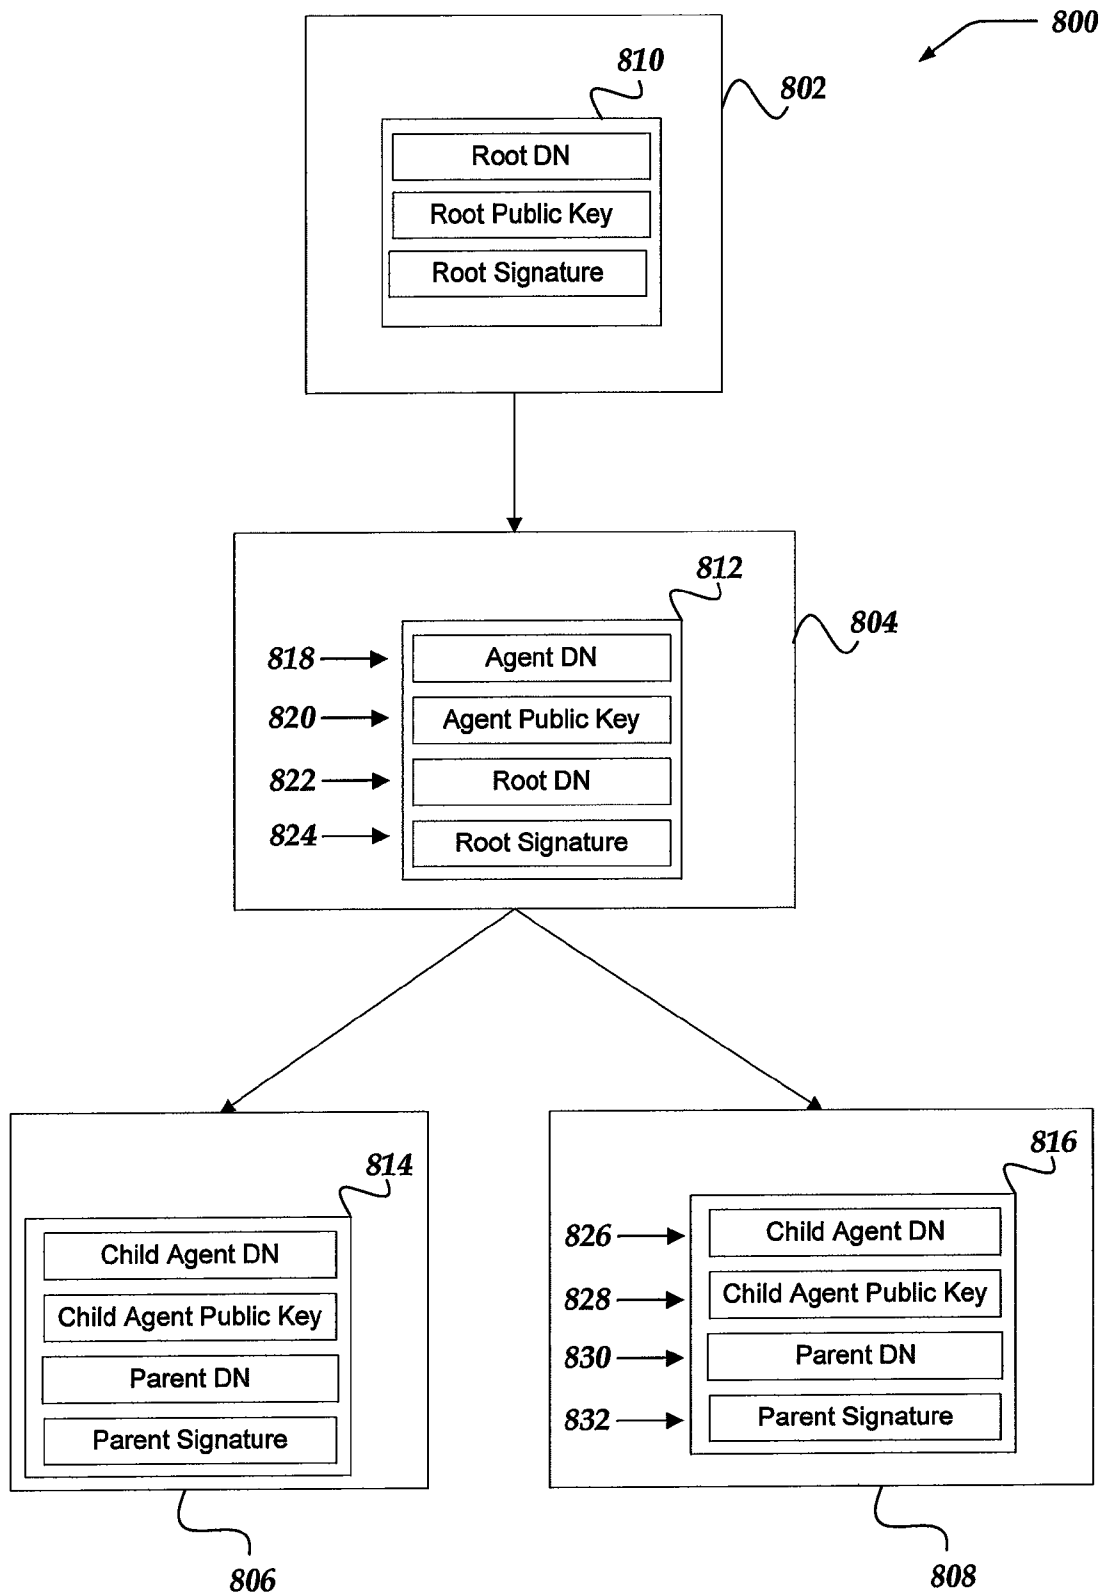 800
810
802
Root DN
Root Public Key
Root Signature
812
804
818 Agent DN
820 Agent Public Key
822 Root DN
824 Root Signature
814
Child Agent DN
Child Agent Public Key
Parent DN
Parent Signature
806
816
826 Child Agent DN
828 Child Agent Public Key
830 Parent DN
832 Parent Signature
808